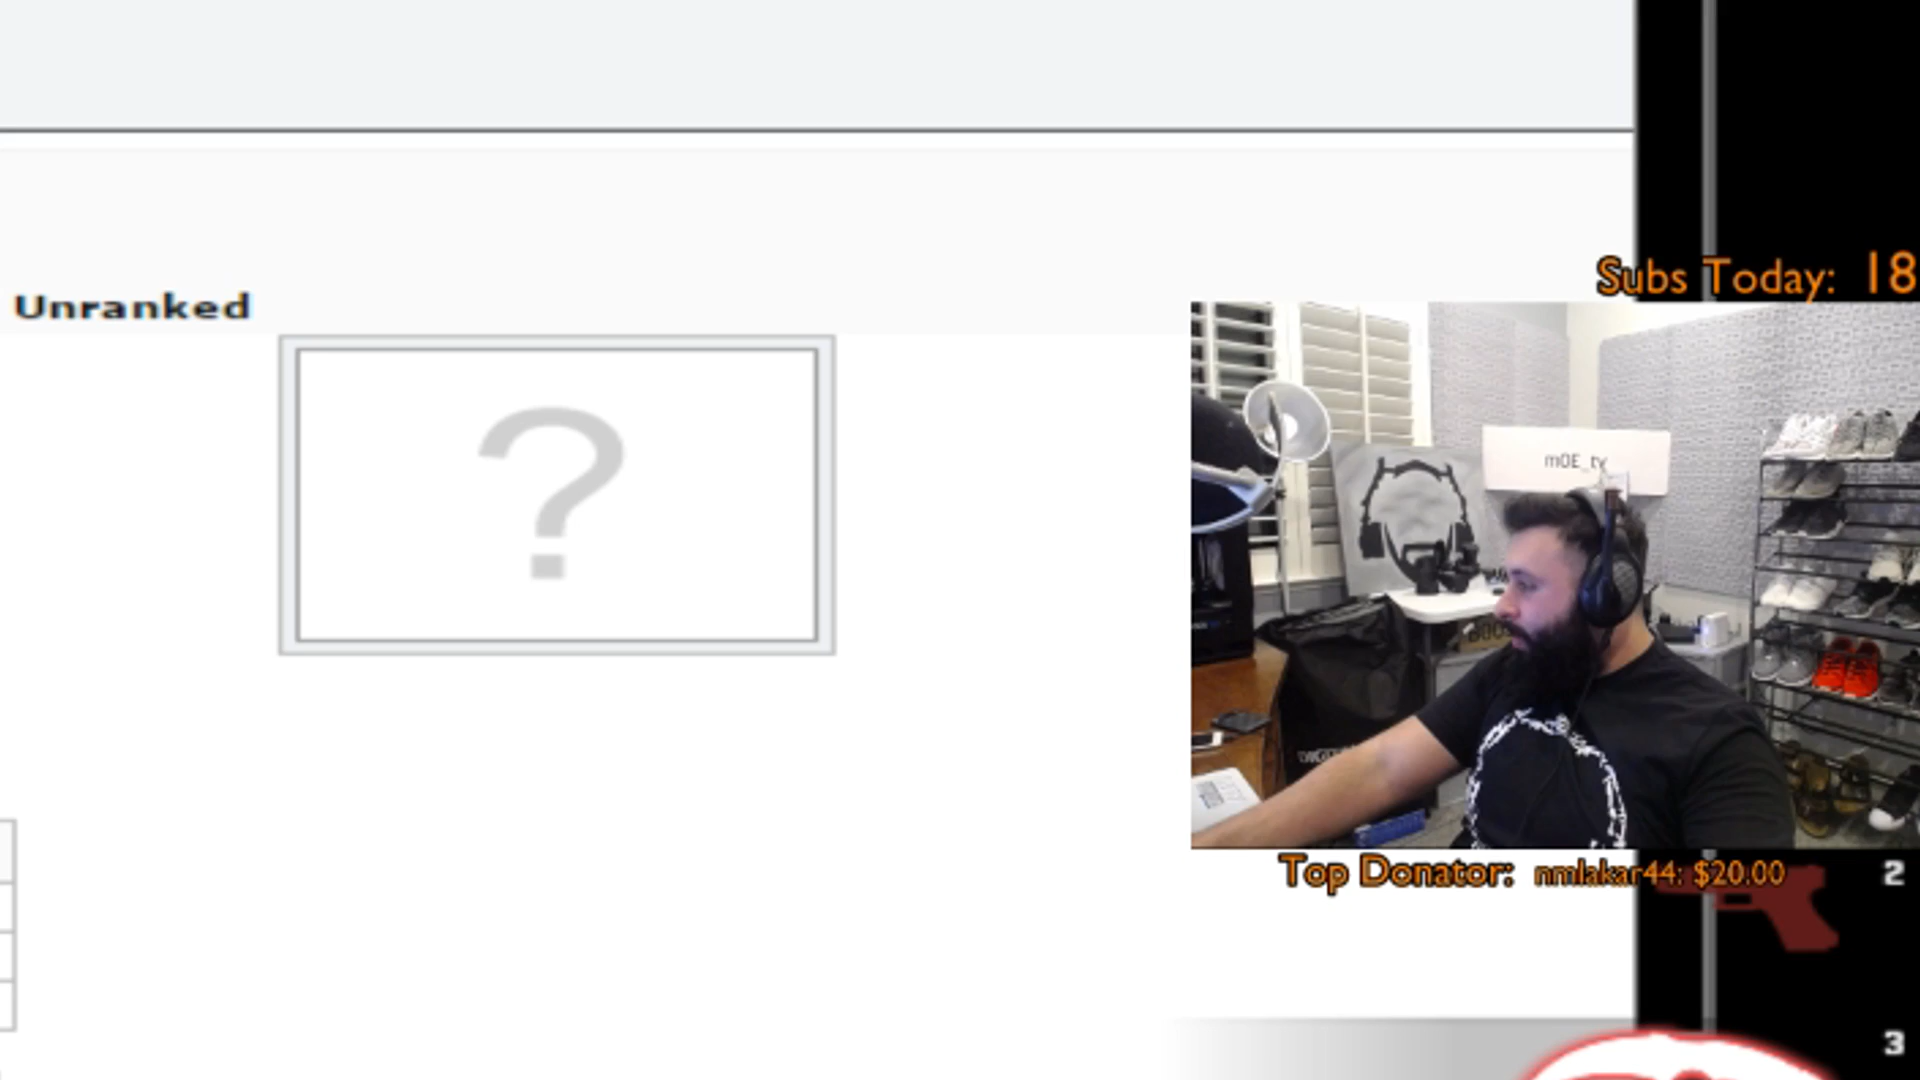 Subs Today: 18
Unranked
?
m0E_tv
Top Donator: nmlakar44: $20.00
2
3